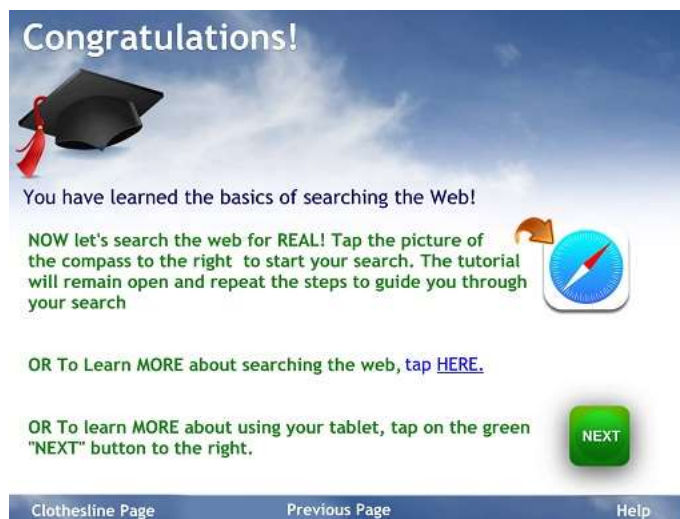 Congratulations!
You have learned the basics of searching the Web!
NOW let's search the web for REAL! Tap the picture of
the compass to the right to start your search. The tutorial
will remain open and repeat the steps to guide you through
your search
OR To Learn MORE about searching the web, tap HERE.
OR To learn MORE about using your tablet, tap on the green
"NEXT" button to the right.
NEXT
Clothesline Page
Previous Page
Help